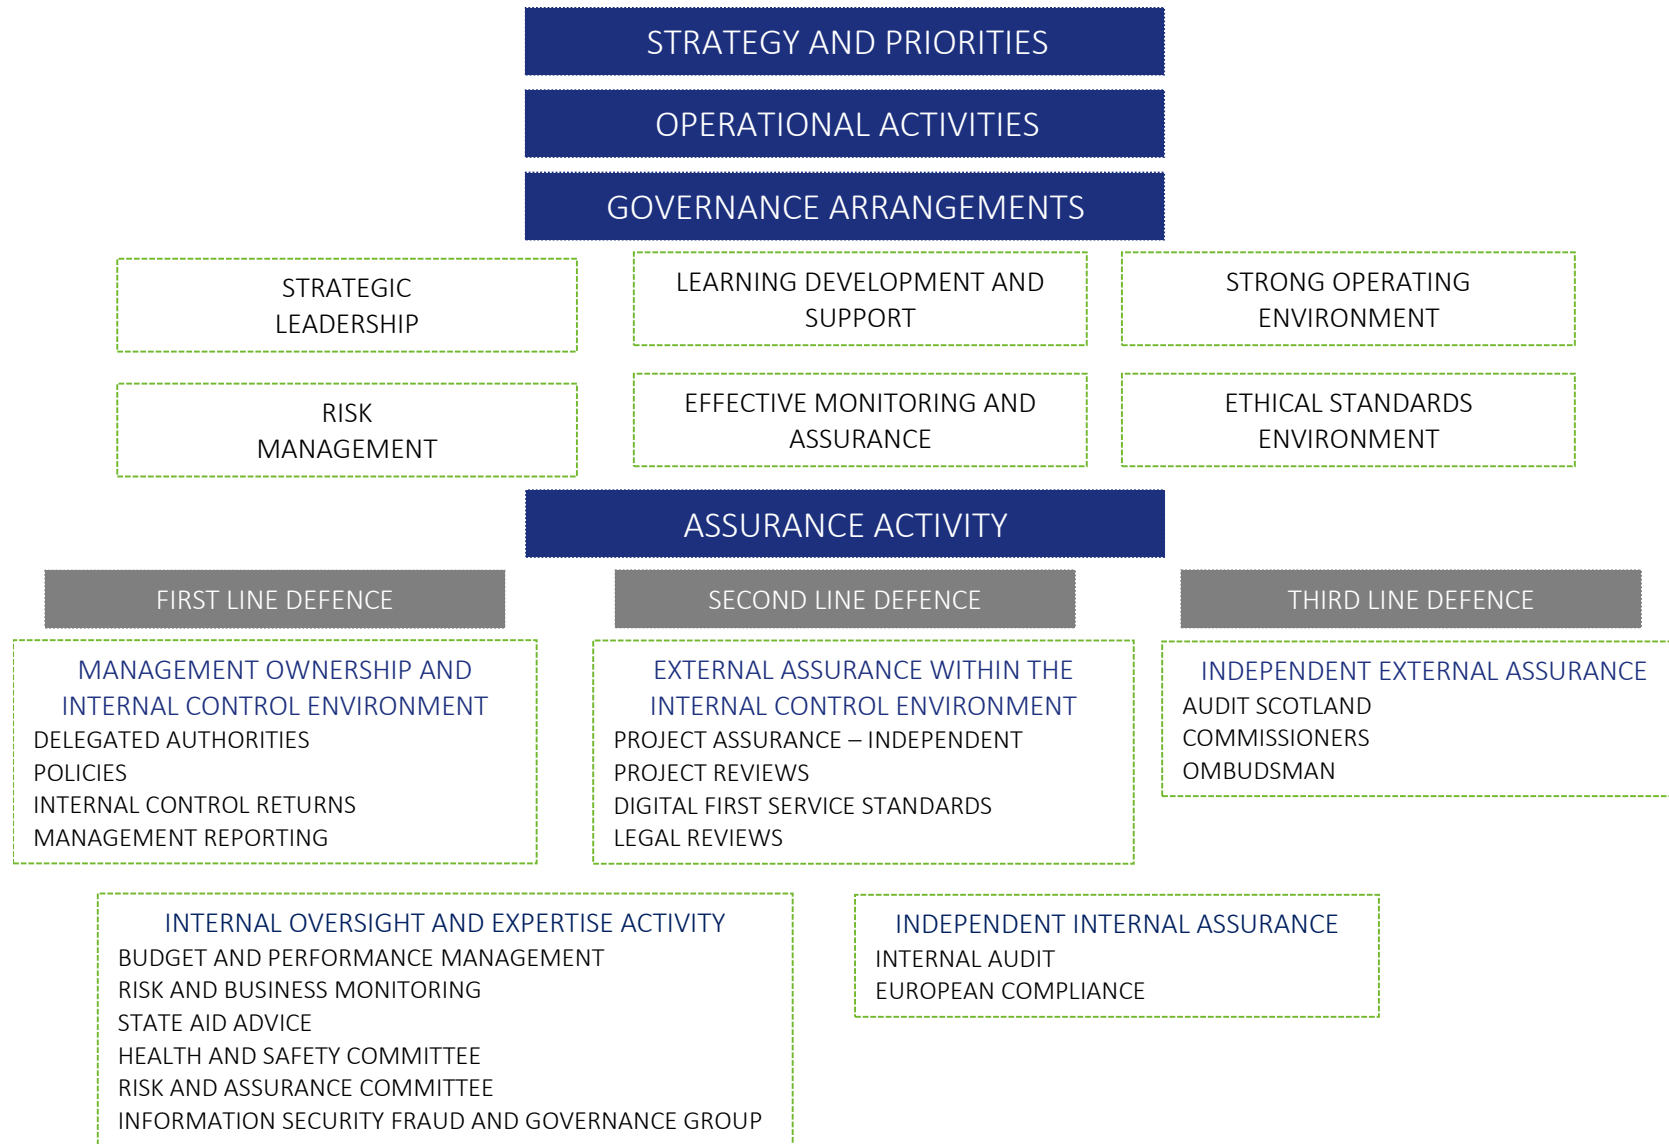 STRATEGY AND PRIORITIES
OPERATIONAL ACTIVITIES
GOVERNANCE ARRANGEMENTS
STRATEGIC
LEADERSHIP
LEARNING DEVELOPMENT AND
SUPPORT
STRONG OPERATING
ENVIRONMENT
RISK
MANAGEMENT
EFFECTIVE MONITORING AND
ASSURANCE
ETHICAL STANDARDS
ENVIRONMENT
ASSURANCE ACTIVITY
FIRST LINE DEFENCE
MANAGEMENT OWNERSHIP AND
INTERNAL CONTROL ENVIRONMENT
DELEGATED AUTHORITIES
POLICIES
INTERNAL CONTROL RETURNS
MANAGEMENT REPORTING
SECOND LINE DEFENCE
EXTERNAL ASSURANCE WITHIN THE
INTERNAL CONTROL ENVIRONMENT
PROJECT ASSURANCE – INDEPENDENT
PROJECT REVIEWS
DIGITAL FIRST SERVICE STANDARDS
LEGAL REVIEWS
THIRD LINE DEFENCE
INDEPENDENT EXTERNAL ASSURANCE
AUDIT SCOTLAND
COMMISSIONERS
OMBUDSMAN
INTERNAL OVERSIGHT AND EXPERTISE ACTIVITY
BUDGET AND PERFORMANCE MANAGEMENT
RISK AND BUSINESS MONITORING
STATE AID ADVICE
HEALTH AND SAFETY COMMITTEE
RISK AND ASSURANCE COMMITTEE
INFORMATION SECURITY FRAUD AND GOVERNANCE GROUP
INDEPENDENT INTERNAL ASSURANCE
INTERNAL AUDIT
EUROPEAN COMPLIANCE